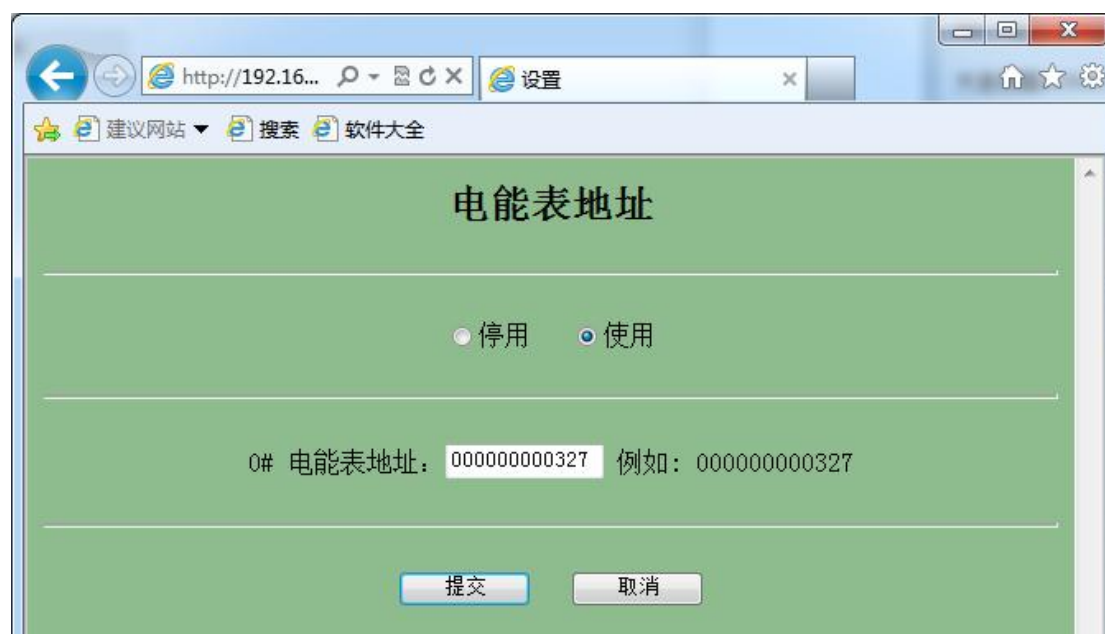 http://192.16... 设置
建议网站 搜索 软件大全
电能表地址
停用 使用
0# 电能表地址: 000000000327 例如: 000000000327
提交 取消